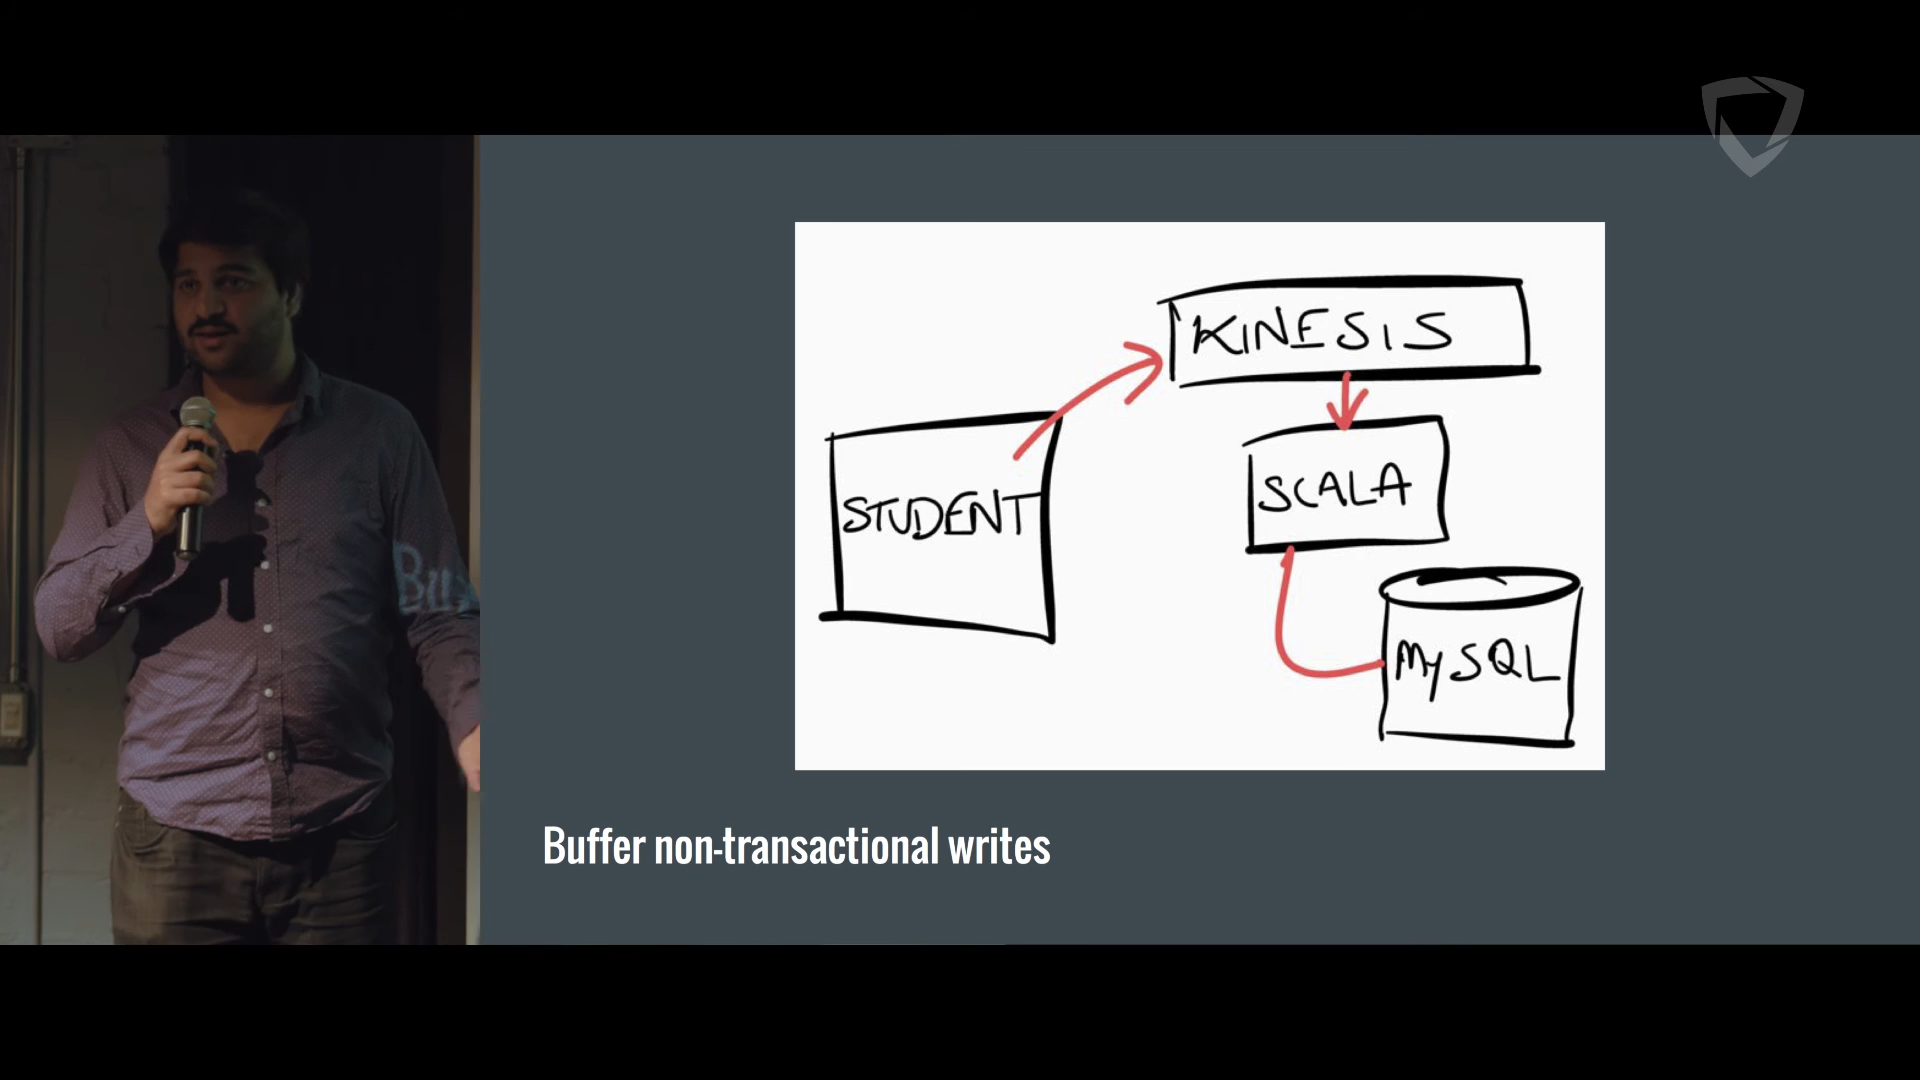 KINESIS
STUDENT
SCALA
MySQL
Buffer non-transactional writes